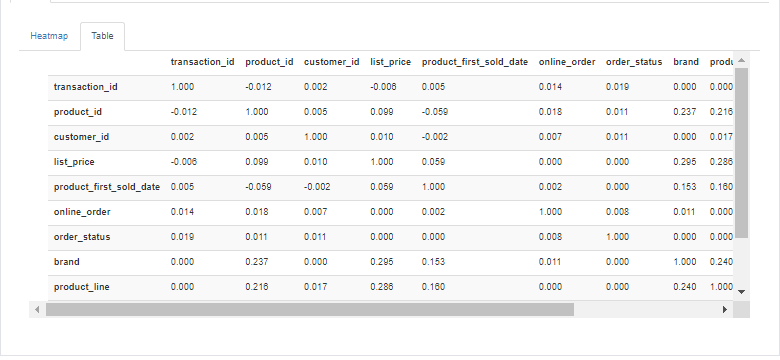 Heatmap Table
transaction_id product_id customer_id list_price product_first_sold_date online_order order_status brand produ
transaction_id 1.000 -0.012 0.002 -0.006 0.005 0.014 0.019 0.000 0.000
product_id -0.012 1.000 0.005 0.099 -0.059 0.018 0.011 0.237 0.216
customer_id 0.002 0.005 1.000 0.010 -0.002 0.007 0.011 0.000 0.017
list_price -0.006 0.099 0.010 1.000 0.059 0.000 0.000 0.295 0.286
product_first_sold_date 0.005 -0.059 -0.002 0.059 1.000 0.002 0.000 0.153 0.160
online_order 0.014 0.018 0.007 0.000 0.002 1.000 0.008 0.011 0.000
order_status 0.019 0.011 0.011 0.000 0.000 0.008 1.000 0.000 0.000
brand 0.000 0.237 0.000 0.295 0.153 0.011 0.000 1.000 0.240
product_line 0.000 0.216 0.017 0.286 0.160 0.000 0.000 0.240 1.000